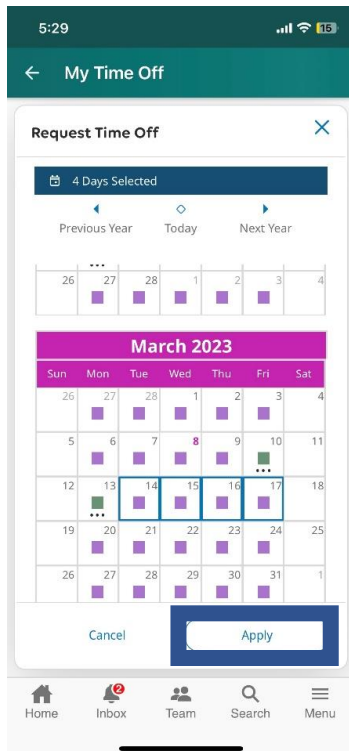 5:29 15
My Time Off
Request Time Off
4 Days Selected
Previous Year Today Next Year
26 27 28 1 2 3 4
March 2023
Sun Mon Tue Wed Thu Fri Sat
26 27 28 1 2 3 4
5 6 7 8 9 10 11
12 13 14 15 16 17 18
19 20 21 22 23 24 25
26 27 28 29 30 31 1
Cancel Apply
2
Home Inbox Team Search Menu